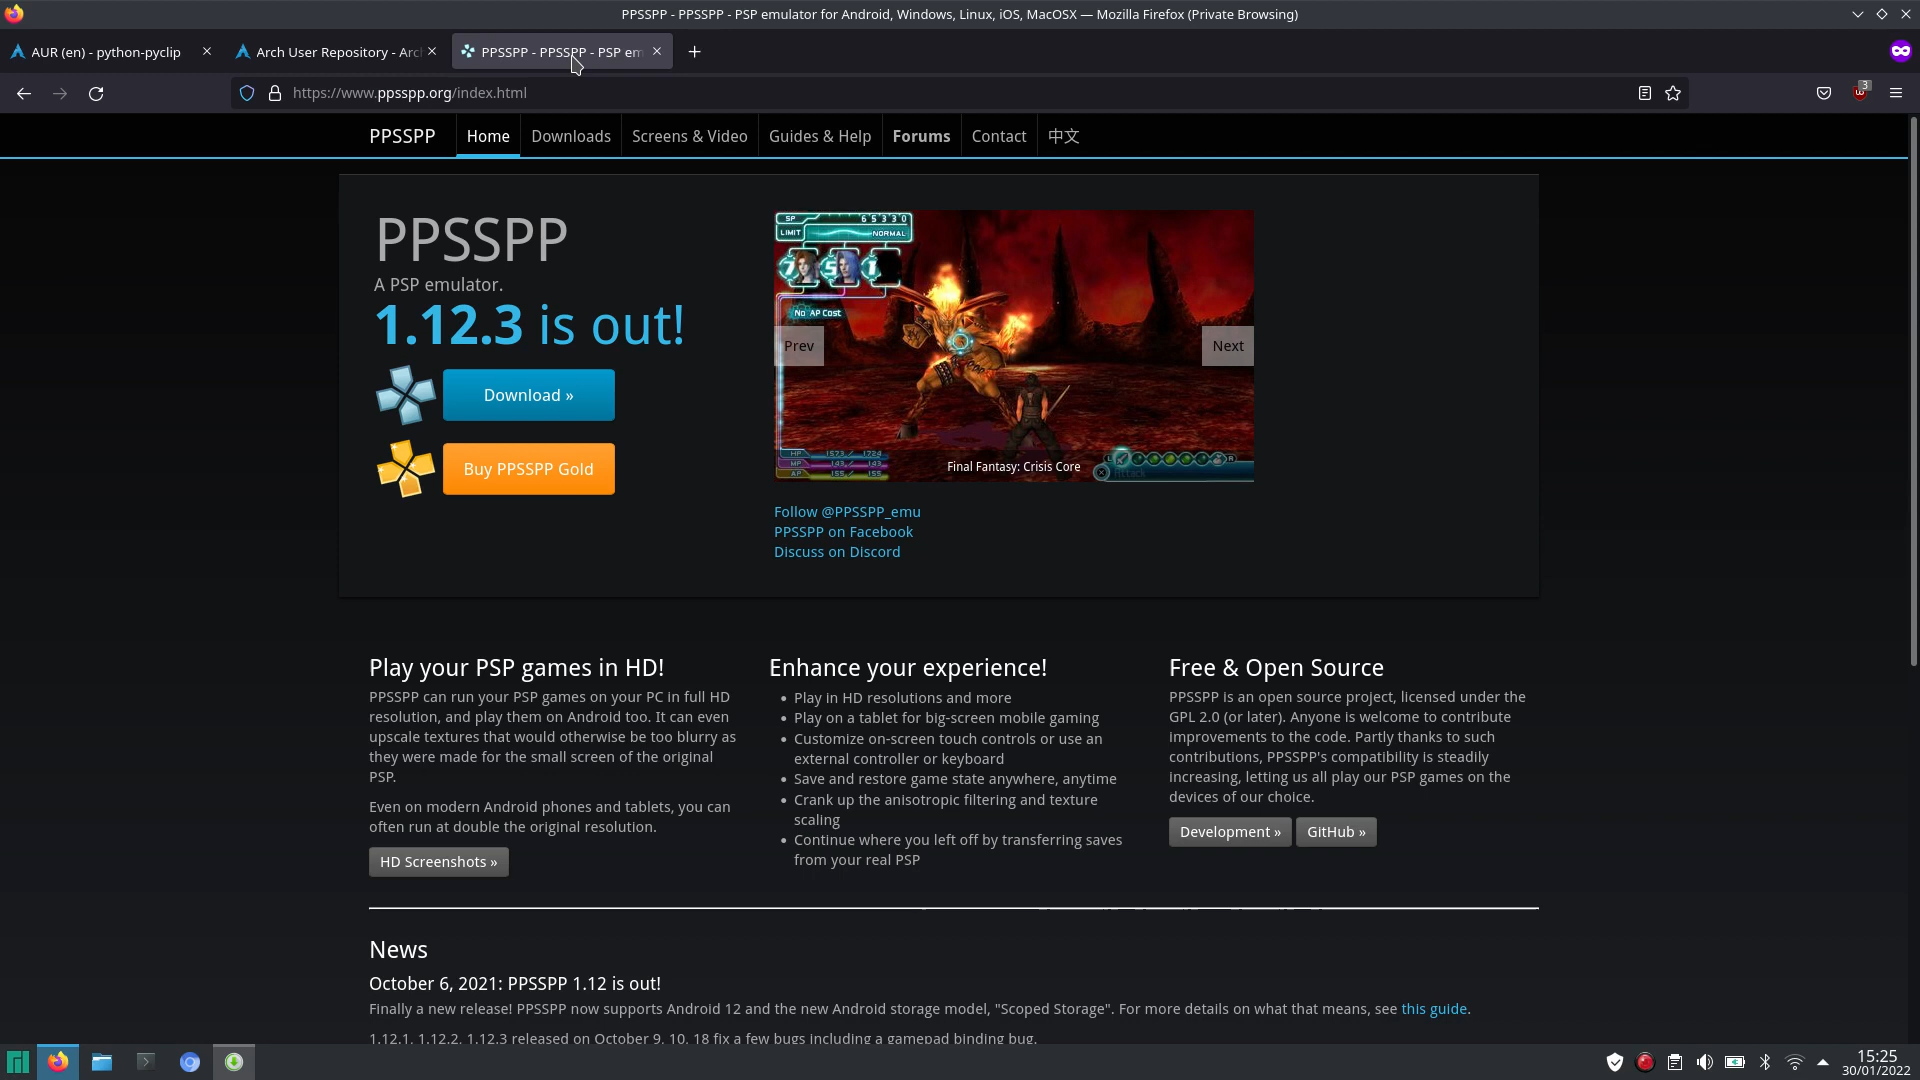 PPSSPP - PPSSPP - PSP emulator for Android, Windows, Linux, iOS, MacOSX — Mozilla Firefox (Private Browsing)
AUR (en) - python-pyclip
Arch User Repository - Arc
PPSSPP - PPSSPP - PSP em
https://www.ppsspp.org/index.html
3
PPSSPP
Home
Downloads
Screens & Video
Guides & Help
Forums
Contact
中文
PPSSPP
A PSP emulator.
1.12.3 is out!
Download »
Buy PPSSPP Gold
SP 65330
LIMIT NORMAL
7 5 1
No AP Cost
Prev
Next
HP 1573 / 1724
MP 143 / 143
AP 155 / 155
Final Fantasy: Crisis Core
L R
Attack
Follow @PPSSPP_emu
PPSSPP on Facebook
Discuss on Discord
Play your PSP games in HD!
PPSSPP can run your PSP games on your PC in full HD
resolution, and play them on Android too. It can even
upscale textures that would otherwise be too blurry as
they were made for the small screen of the original
PSP.
Even on modern Android phones and tablets, you can
often run at double the original resolution.
HD Screenshots »
Enhance your experience!
• Play in HD resolutions and more
• Play on a tablet for big-screen mobile gaming
• Customize on-screen touch controls or use an
external controller or keyboard
• Save and restore game state anywhere, anytime
• Crank up the anisotropic filtering and texture
scaling
• Continue where you left off by transferring saves
from your real PSP
Free & Open Source
PPSSPP is an open source project, licensed under the
GPL 2.0 (or later). Anyone is welcome to contribute
improvements to the code. Partly thanks to such
contributions, PPSSPP's compatibility is steadily
increasing, letting us all play our PSP games on the
devices of our choice.
Development »
GitHub »
News
October 6, 2021: PPSSPP 1.12 is out!
Finally a new release! PPSSPP now supports Android 12 and the new Android storage model, "Scoped Storage". For more details on what that means, see this guide.
1.12.1, 1.12.2, 1.12.3 released on October 9, 10, 18 fix a few bugs including a gamepad binding bug.
15:25
30/01/2022